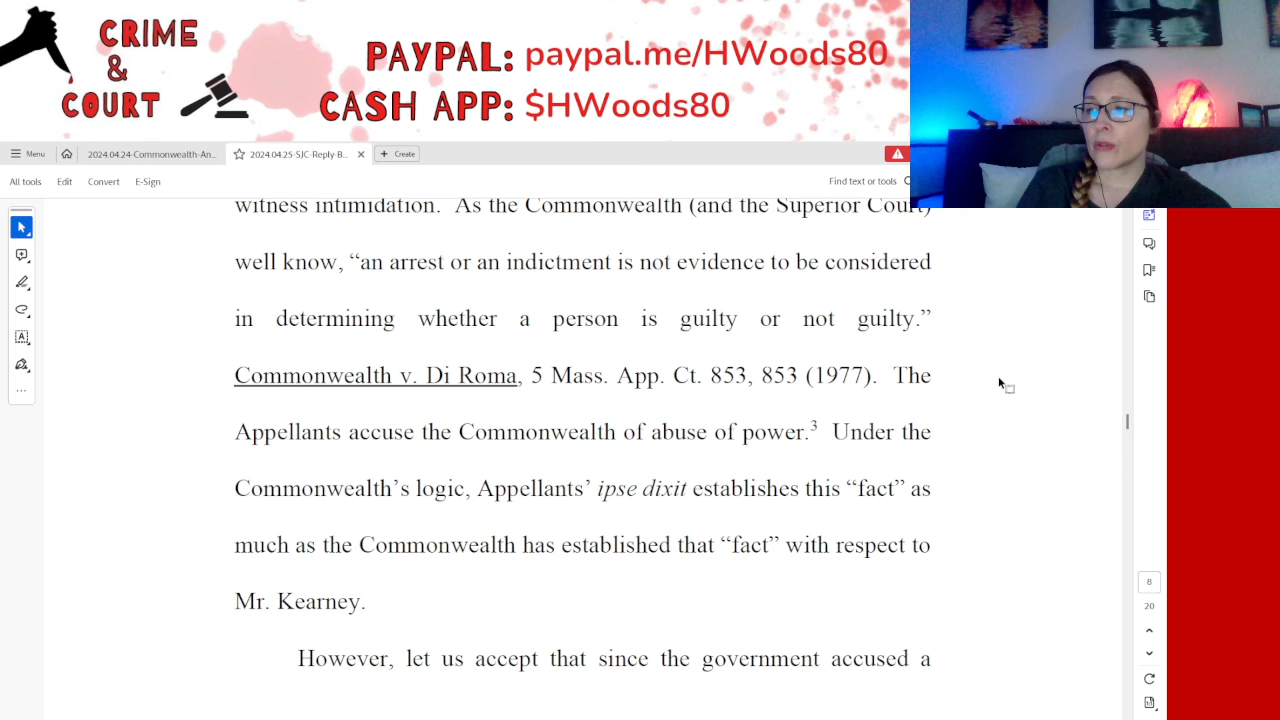 CRIME
&
COURT
PAYPAL: paypal.me/HWoods80
CASH APP: $HWoods80
Menu
2024.04.24-Commonwealth-An...
2024.04.25-SJC-Reply-B...
Create
All tools
Edit
Convert
E-Sign
Find text or tools
witness intimidation. As the Commonwealth (and the Superior Court)
well know, “an arrest or an indictment is not evidence to be considered
in determining whether a person is guilty or not guilty.”
Commonwealth v. Di Roma, 5 Mass. App. Ct. 853, 853 (1977). The
Appellants accuse the Commonwealth of abuse of power.3 Under the
Commonwealth’s logic, Appellants’ ipse dixit establishes this “fact” as
much as the Commonwealth has established that “fact” with respect to
Mr. Kearney.
However, let us accept that since the government accused a
8
20